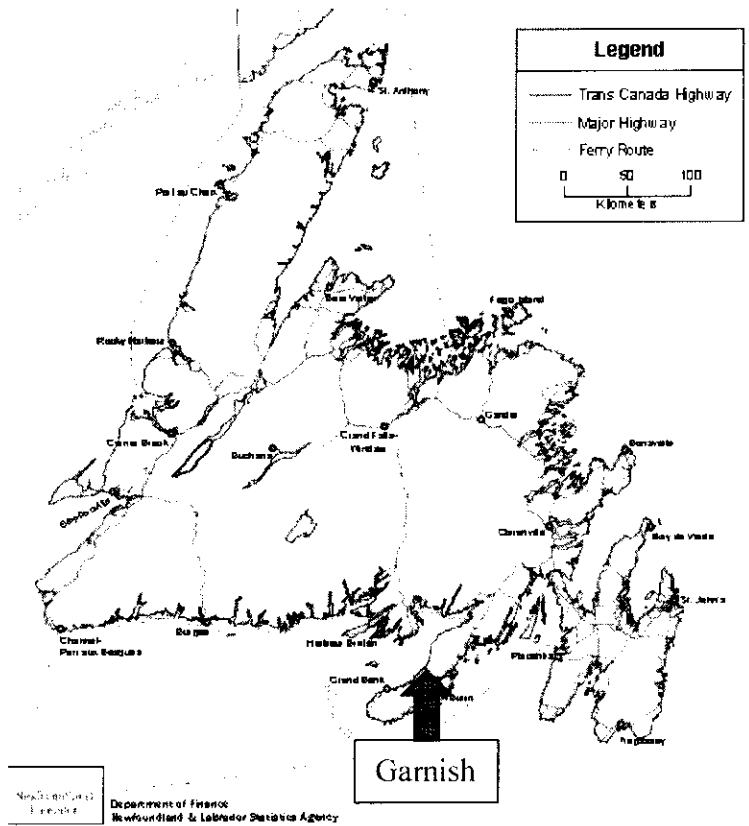 Legend
Trans Canada Highway
Major Highway
Ferry Route
0 50 100
Kilometers
St. Anthony
Port au Choix
Baie Verte
Fogo Island
Rocky Harbour
Gander
Corner Brook
Grand Falls-
Windsor
Buchans
Bonavista
Stephenville
Clarenville
Bay de Verde
St. John's
Channel-
Port aux Basques
Burgeo
Harbour Breton
Placentia
Grand Bank
Burin
Trepassey
Garnish
Department of Finance
Newfoundland & Labrador Statistics Agency